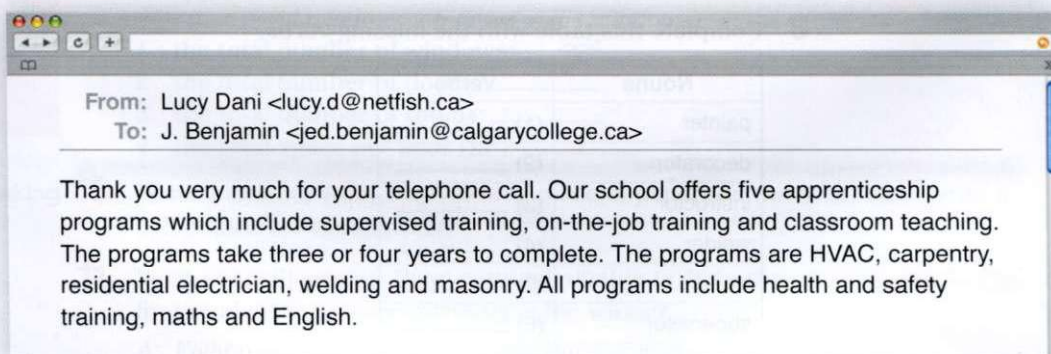 From: Lucy Dani <lucy.d@netfish.ca>
To: J. Benjamin <jed.benjamin@calgarycollege.ca>
Thank you very much for your telephone call. Our school offers five apprenticeship
programs which include supervised training, on-the-job training and classroom teaching.
The programs take three or four years to complete. The programs are HVAC, carpentry,
residential electrician, welding and masonry. All programs include health and safety
training, maths and English.